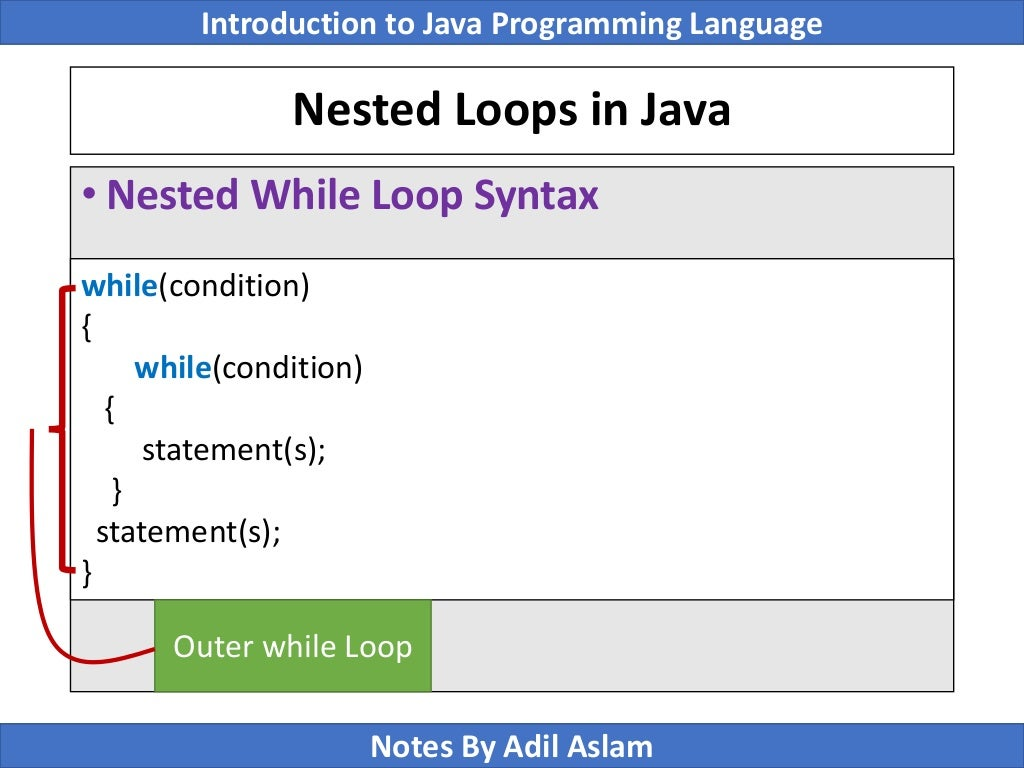 Introduction to Java Programming Language
Nested Loops in Java
• Nested While Loop Syntax
while(condition)
{
while(condition)
{
statement(s);
}
statement(s);
}
Outer while Loop
Notes By Adil Aslam